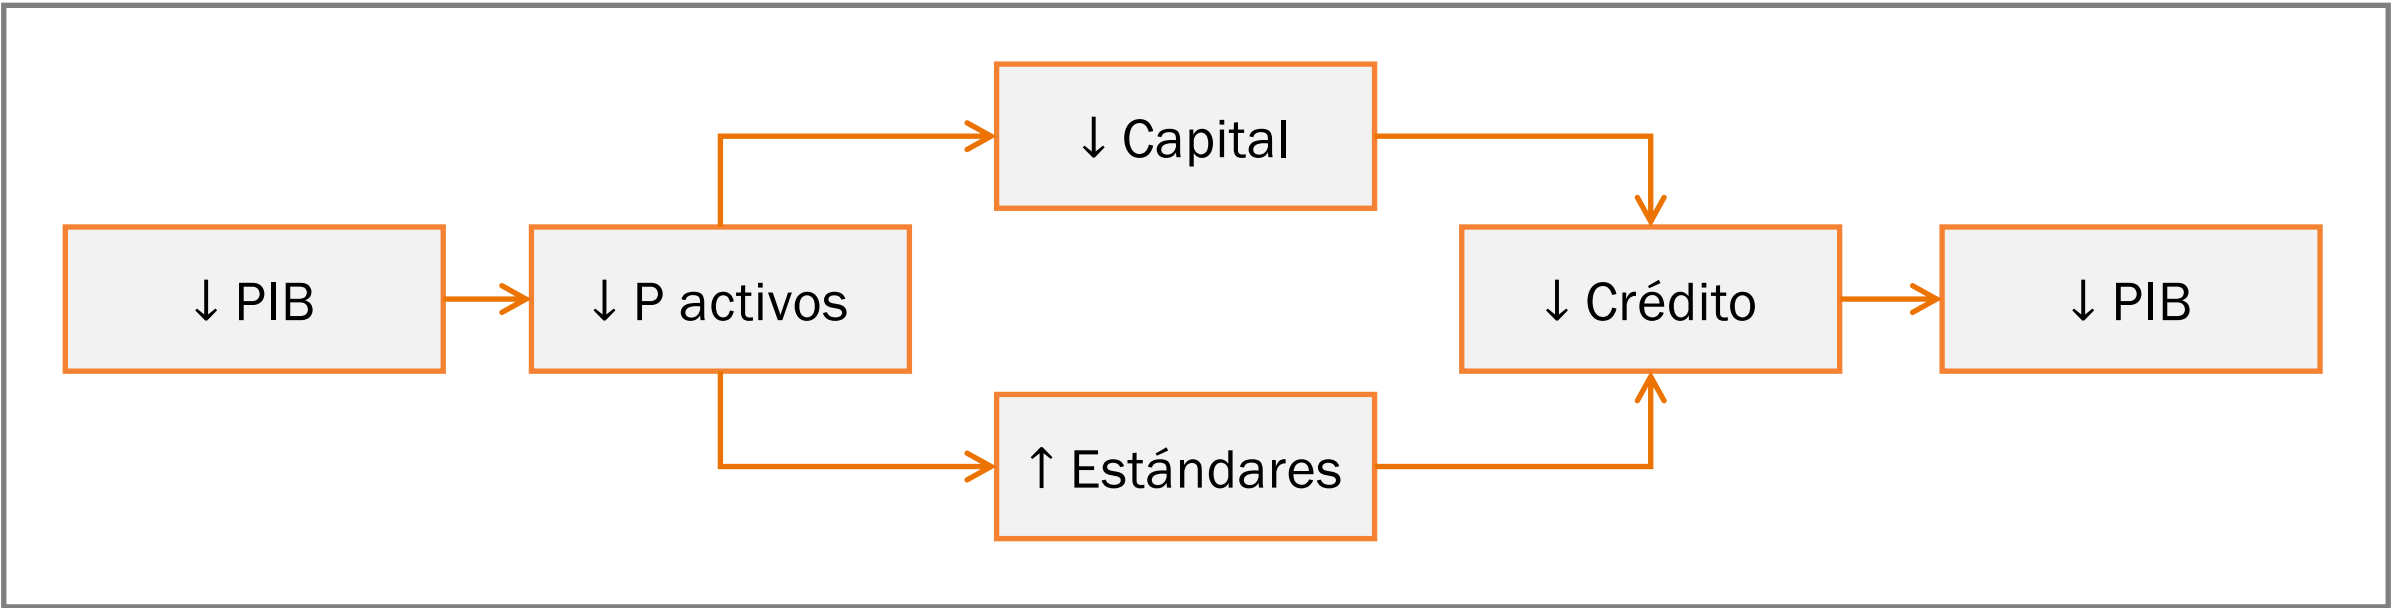 ↓ PIB
↓ P activos
↓ Capital
↑ Estándares
↓ Crédito
↓ PIB